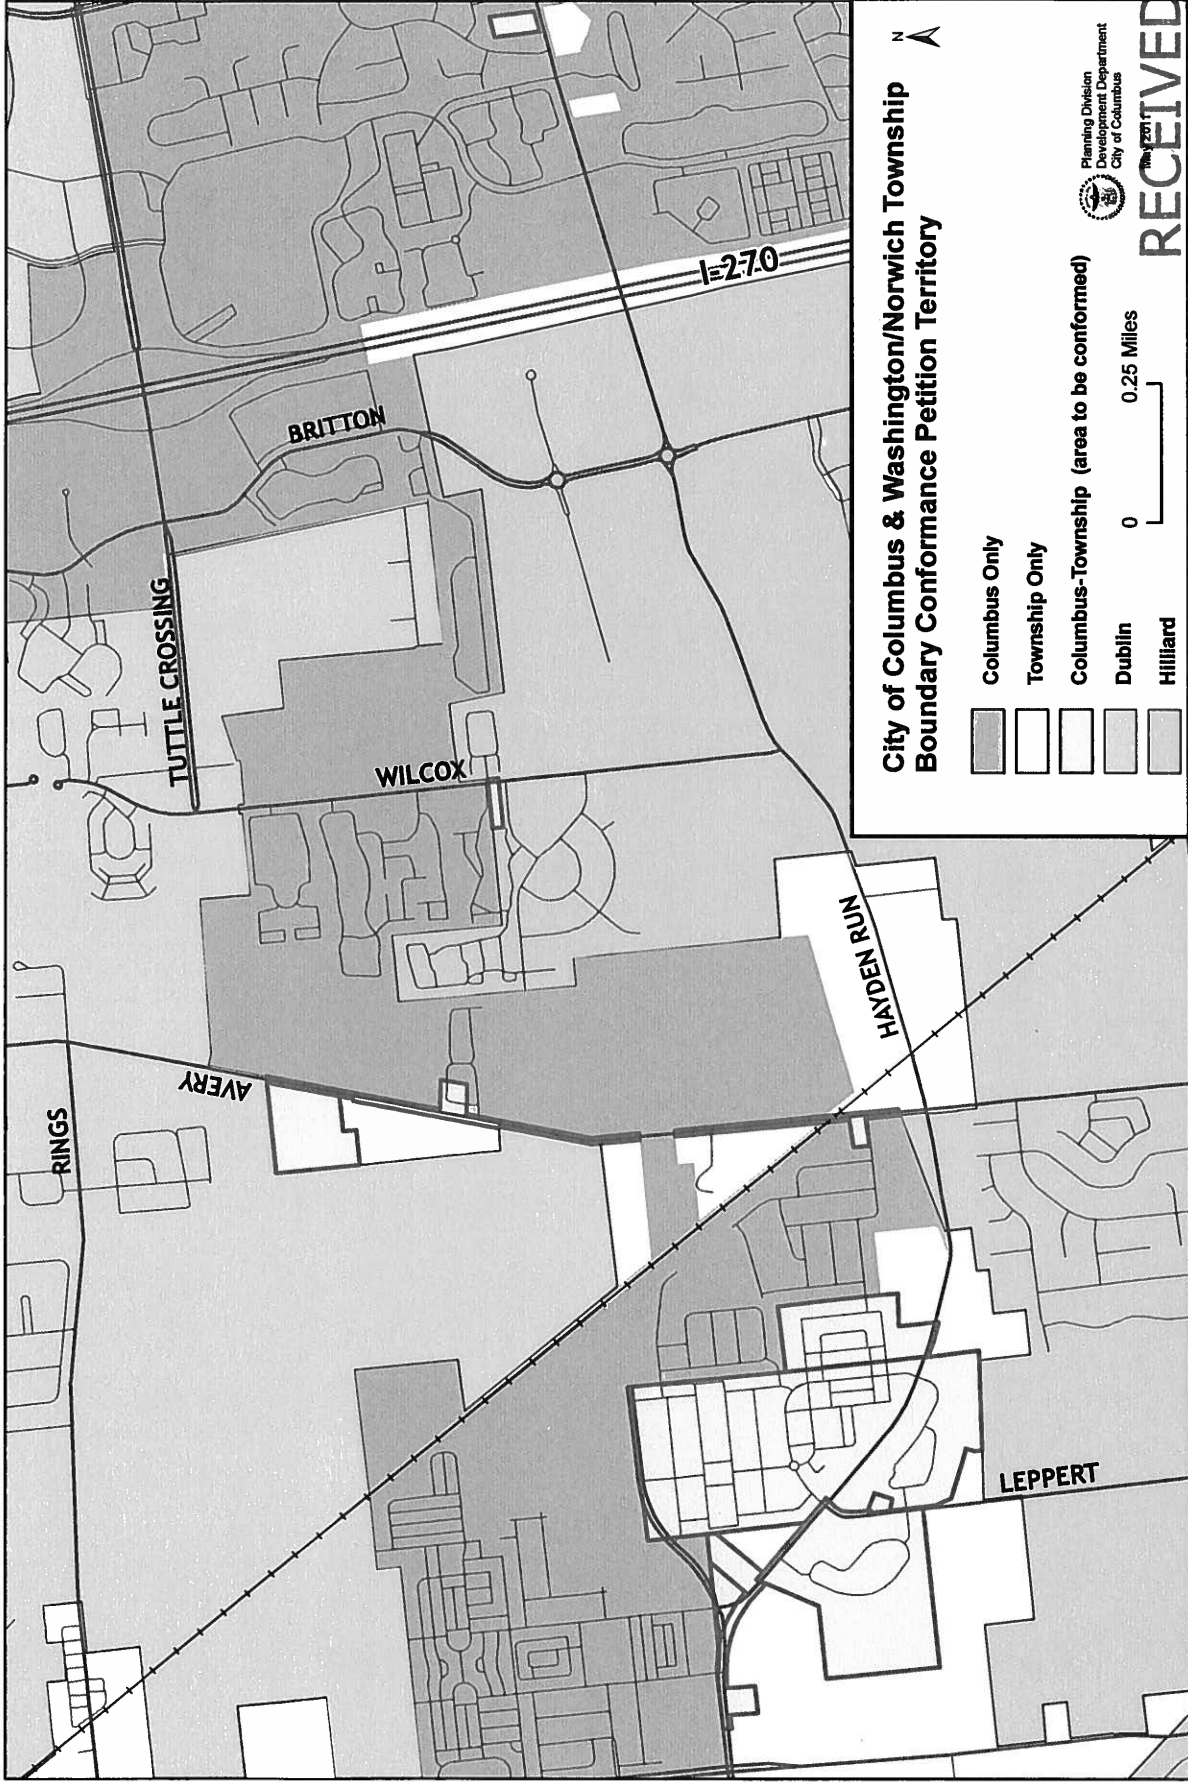 City of Columbus & Washington/Norwich Township
Boundary Conformance Petition Territory
N
Columbus Only
Township Only
Columbus-Township (area to be conformed)
Dublin
Hilliard
0 0.25 Miles
Planning Division
Development Department
City of Columbus
May 2011
RECEIVED
RINGS
AVERY
TUTTLE CROSSING
BRITTON
WILCOX
I-270
HAYDEN RUN
LEPPERT